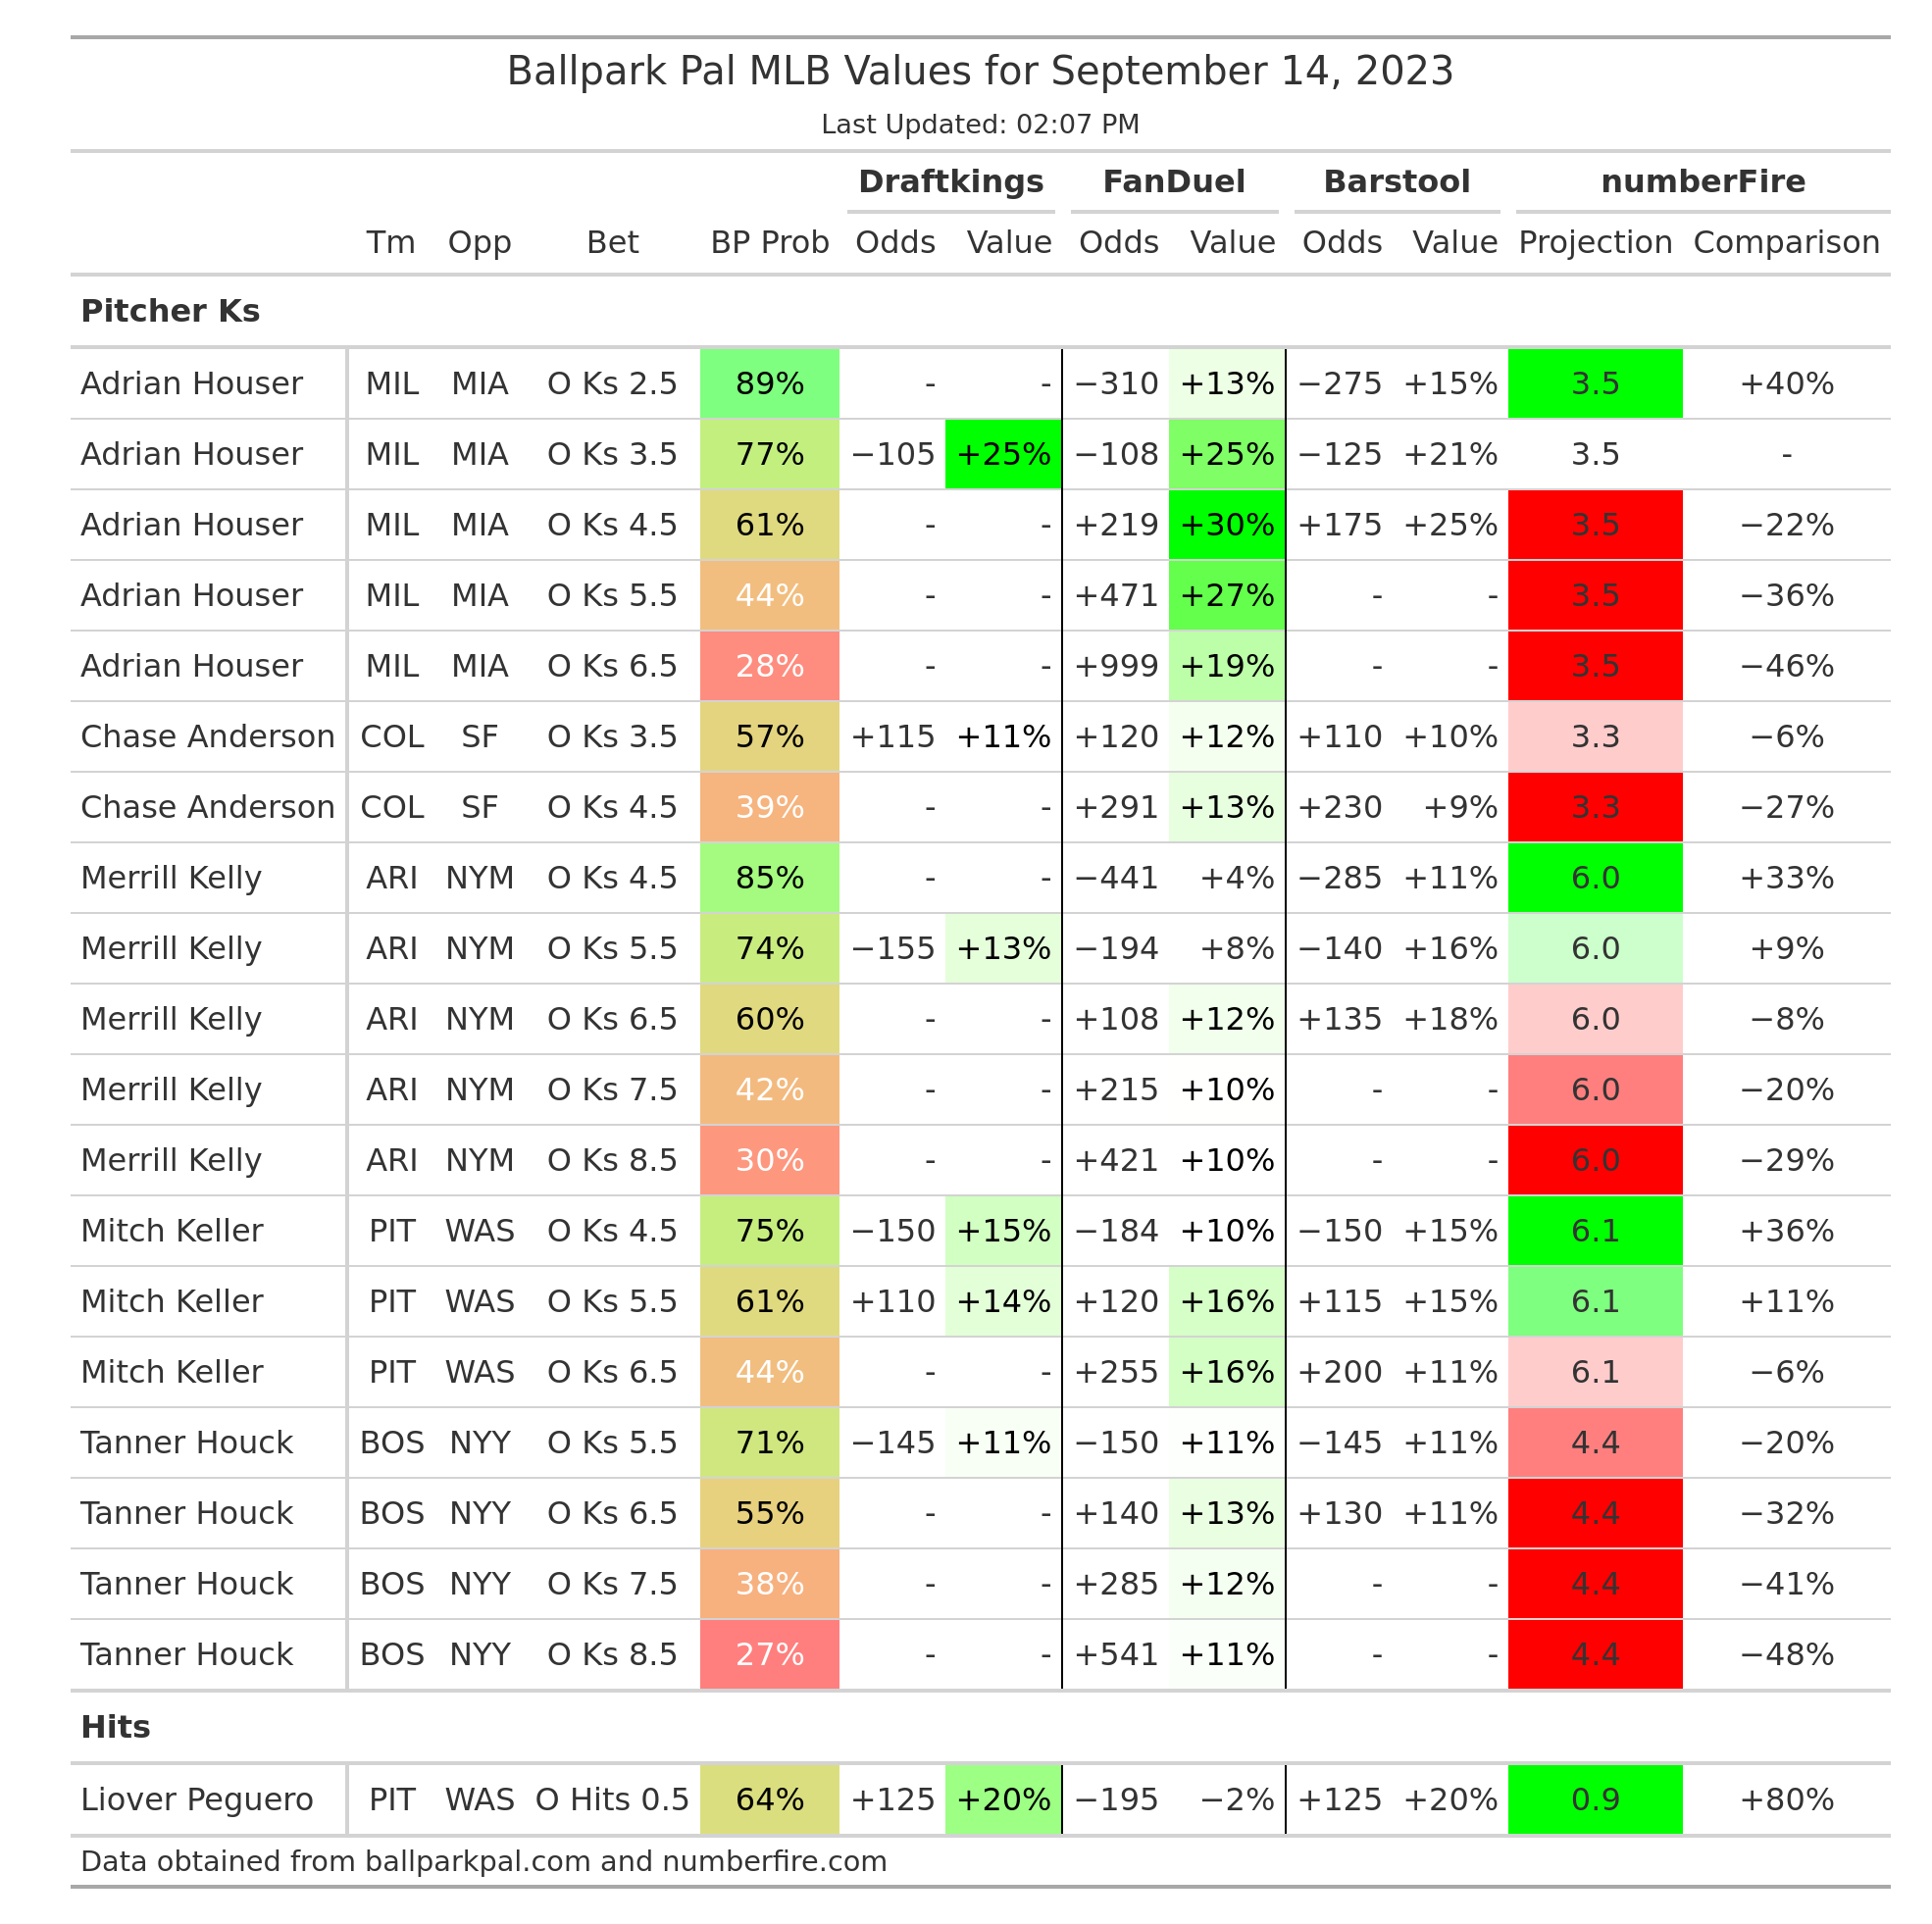 Ballpark Pal MLB Values for September 14, 2023
Last Updated: 02:07 PM
Draftkings FanDuel Barstool numberFire
Tm Opp Bet BP Prob Odds Value Odds Value Odds Value Projection Comparison
Pitcher Ks
Adrian Houser MIL MIA O Ks 2.5 89% - - −310 +13% −275 +15% 3.5 +40%
Adrian Houser MIL MIA O Ks 3.5 77% −105 +25% −108 +25% −125 +21% 3.5 -
Adrian Houser MIL MIA O Ks 4.5 61% - - +219 +30% +175 +25% 3.5 −22%
Adrian Houser MIL MIA O Ks 5.5 44% - - +471 +27% - - 3.5 −36%
Adrian Houser MIL MIA O Ks 6.5 28% - - +999 +19% - - 3.5 −46%
Chase Anderson COL SF O Ks 3.5 57% +115 +11% +120 +12% +110 +10% 3.3 −6%
Chase Anderson COL SF O Ks 4.5 39% - - +291 +13% +230 +9% 3.3 −27%
Merrill Kelly ARI NYM O Ks 4.5 85% - - −441 +4% −285 +11% 6.0 +33%
Merrill Kelly ARI NYM O Ks 5.5 74% −155 +13% −194 +8% −140 +16% 6.0 +9%
Merrill Kelly ARI NYM O Ks 6.5 60% - - +108 +12% +135 +18% 6.0 −8%
Merrill Kelly ARI NYM O Ks 7.5 42% - - +215 +10% - - 6.0 −20%
Merrill Kelly ARI NYM O Ks 8.5 30% - - +421 +10% - - 6.0 −29%
Mitch Keller PIT WAS O Ks 4.5 75% −150 +15% −184 +10% −150 +15% 6.1 +36%
Mitch Keller PIT WAS O Ks 5.5 61% +110 +14% +120 +16% +115 +15% 6.1 +11%
Mitch Keller PIT WAS O Ks 6.5 44% - - +255 +16% +200 +11% 6.1 −6%
Tanner Houck BOS NYY O Ks 5.5 71% −145 +11% −150 +11% −145 +11% 4.4 −20%
Tanner Houck BOS NYY O Ks 6.5 55% - - +140 +13% +130 +11% 4.4 −32%
Tanner Houck BOS NYY O Ks 7.5 38% - - +285 +12% - - 4.4 −41%
Tanner Houck BOS NYY O Ks 8.5 27% - - +541 +11% - - 4.4 −48%
Hits
Liover Peguero PIT WAS O Hits 0.5 64% +125 +20% −195 −2% +125 +20% 0.9 +80%
Data obtained from ballparkpal.com and numberfire.com